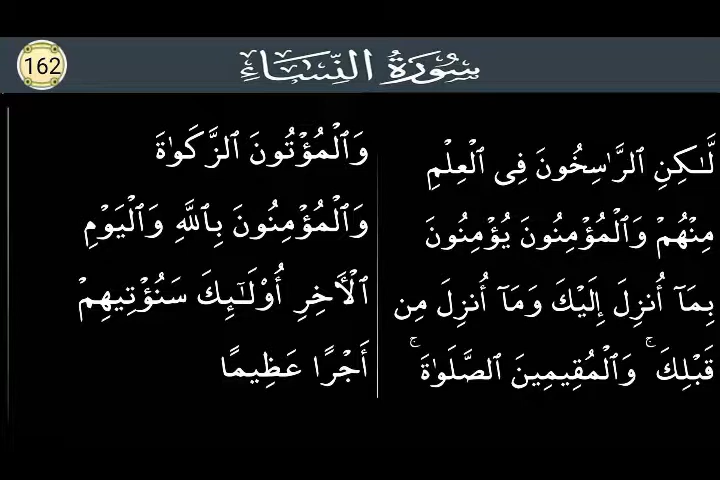 162
سُورَةُ النِّسَاءِ
لَّـٰكِنِ ٱلرَّٰسِخُونَ فِى ٱلْعِلْمِ
مِنْهُمْ وَٱلْمُؤْمِنُونَ يُؤْمِنُونَ
بِمَآ أُنزِلَ إِلَيْكَ وَمَآ أُنزِلَ مِن
قَبْلِكَ ۚ وَٱلْمُقِيمِينَ ٱلصَّلَوٰةَ ۚ
وَٱلْمُؤْتُونَ ٱلزَّكَوٰةَ
وَٱلْمُؤْمِنُونَ بِٱللَّهِ وَٱلْيَوْمِ
ٱلْأَخِرِ أُو۟لَـٰٓئِكَ سَنُؤْتِيهِمْ
أَجْرًا عَظِيمًا